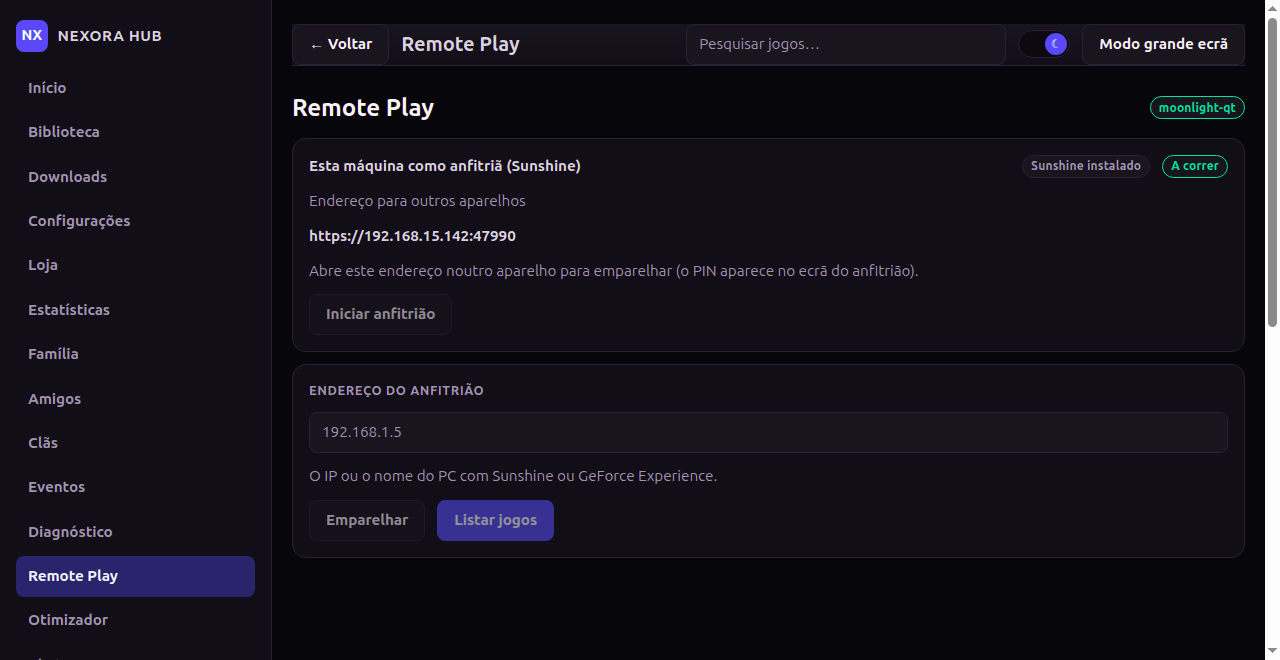 NX NEXORA HUB
Início
Biblioteca
Downloads
Configurações
Loja
Estatísticas
Família
Amigos
Clãs
Eventos
Diagnóstico
Remote Play
Otimizador
← Voltar
Remote Play
Pesquisar jogos…
Modo grande ecrã
Remote Play
moonlight-qt
Esta máquina como anfitriã (Sunshine)
Sunshine instalado
A correr
Endereço para outros aparelhos
https://192.168.15.142:47990
Abre este endereço noutro aparelho para emparelhar (o PIN aparece no ecrã do anfitrião).
Iniciar anfitrião
ENDEREÇO DO ANFITRIÃO
192.168.1.5
O IP ou o nome do PC com Sunshine ou GeForce Experience.
Emparelhar
Listar jogos